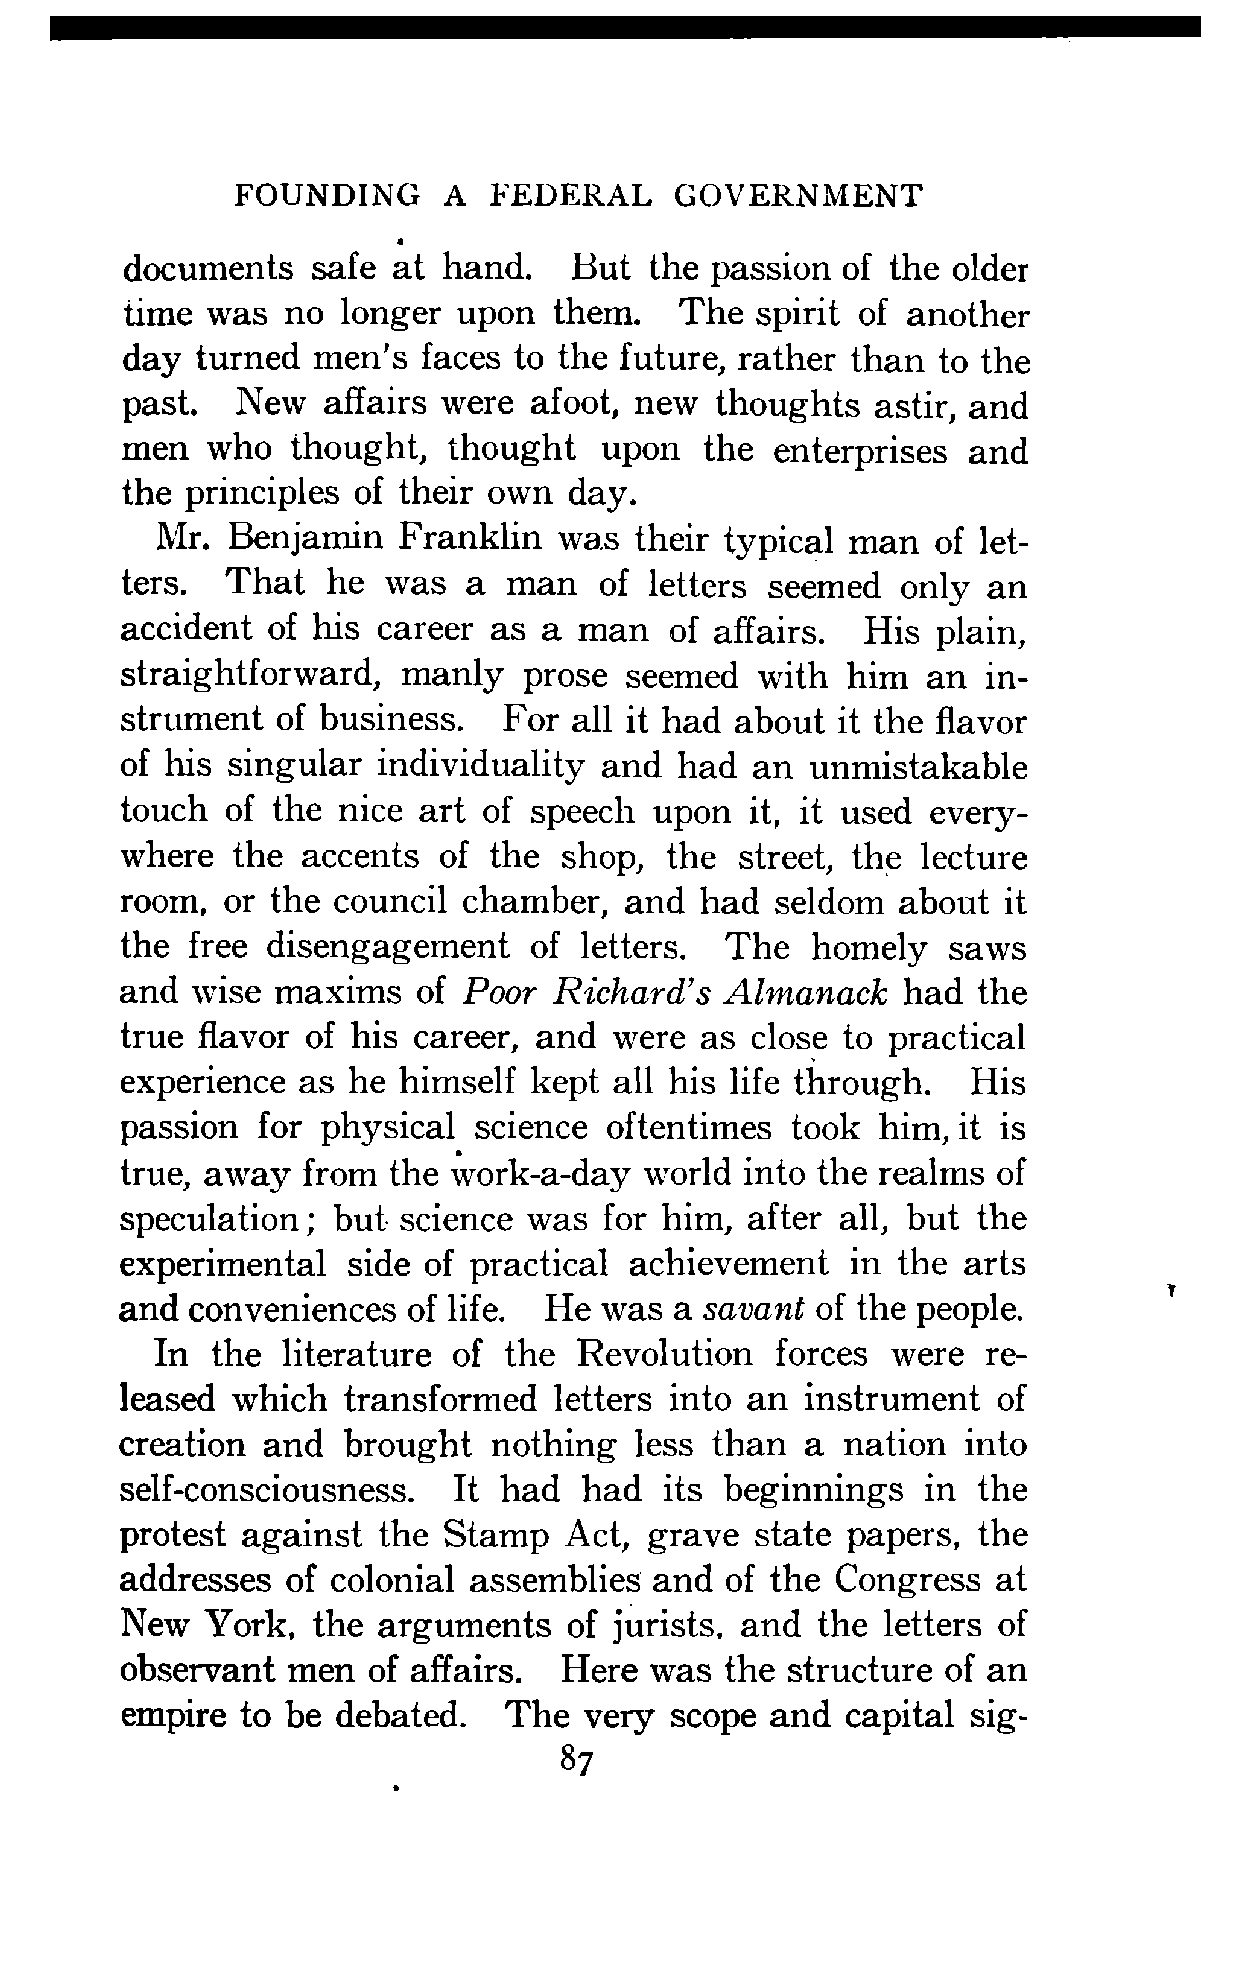 FOUNDING A FEDERAL GOVERNMENT
documents safe at hand. But the passion of the older
time was no longer upon them. The spirit of another
day turned men's faces to the future, rather than to the
past. New affairs were afoot, new thoughts astir, and
men who thought, thought upon the enterprises and
the principles of their own day.
Mr. Benjamin Franklin was their typical man of let-
ters. That he was a man of letters seemed only an
accident of his career as a man of affairs. His plain,
straightforward, manly prose seemed with him an in-
strument of business. For all it had about it the flavor
of his singular individuality and had an unmistakable
touch of the nice art of speech upon it, it used every-
where the accents of the shop, the street, the lecture
room, or the council chamber, and had seldom about it
the free disengagement of letters. The homely saws
and wise maxims of Poor Richard's Almanack had the
true flavor of his career, and were as close to practical
experience as he himself kept all his life through. His
passion for physical science oftentimes took him, it is
true, away from the work-a-day world into the realms of
speculation; but science was for him, after all, but the
experimental side of practical achievement in the arts
and conveniences of life. He was a savant of the people.
In the literature of the Revolution forces were re-
leased which transformed letters into an instrument of
creation and brought nothing less than a nation into
self-consciousness. It had had its beginnings in the
protest against the Stamp Act, grave state papers, the
addresses of colonial assemblies and of the Congress at
New York, the arguments of jurists, and the letters of
observant men of affairs. Here was the structure of an
empire to be debated. The very scope and capital sig-
87